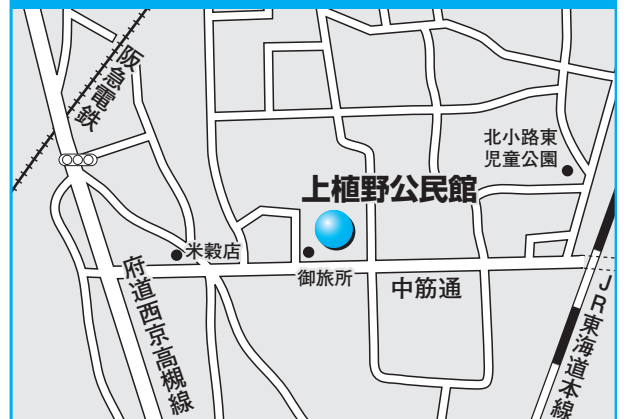 阪急電鉄
北小路東
児童公園
上植野公民館
米穀店
御旅所
中筋通
府道西京高槻線
JR東海道本線